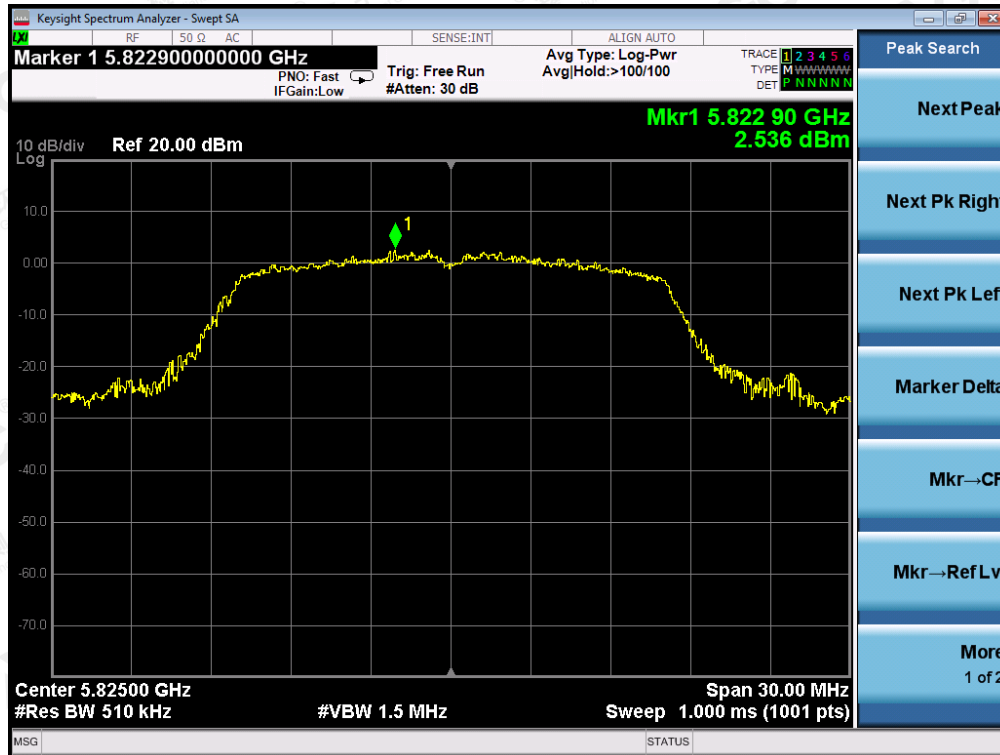 Keysight Spectrum Analyzer - Swept SA
LXI RF 50 Ω AC SENSE:INT ALIGN AUTO
Marker 1 5.822900000000 GHz
PNO: Fast
IFGain:Low
Trig: Free Run
#Atten: 30 dB
Avg Type: Log-Pwr
Avg|Hold:>100/100
TRACE 1 2 3 4 5 6
TYPE M WWWWW
DET P N N N N N
Mkr1 5.822 90 GHz
2.536 dBm
10 dB/div Ref 20.00 dBm
Log
1
10.0
0.00
-10.0
-20.0
-30.0
-40.0
-50.0
-60.0
-70.0
Center 5.82500 GHz Span 30.00 MHz
#Res BW 510 kHz #VBW 1.5 MHz Sweep 1.000 ms (1001 pts)
MSG STATUS
Peak Search
Next Peak
Next Pk Right
Next Pk Left
Marker Delta
Mkr→CF
Mkr→Ref Lv
More
1 of 2